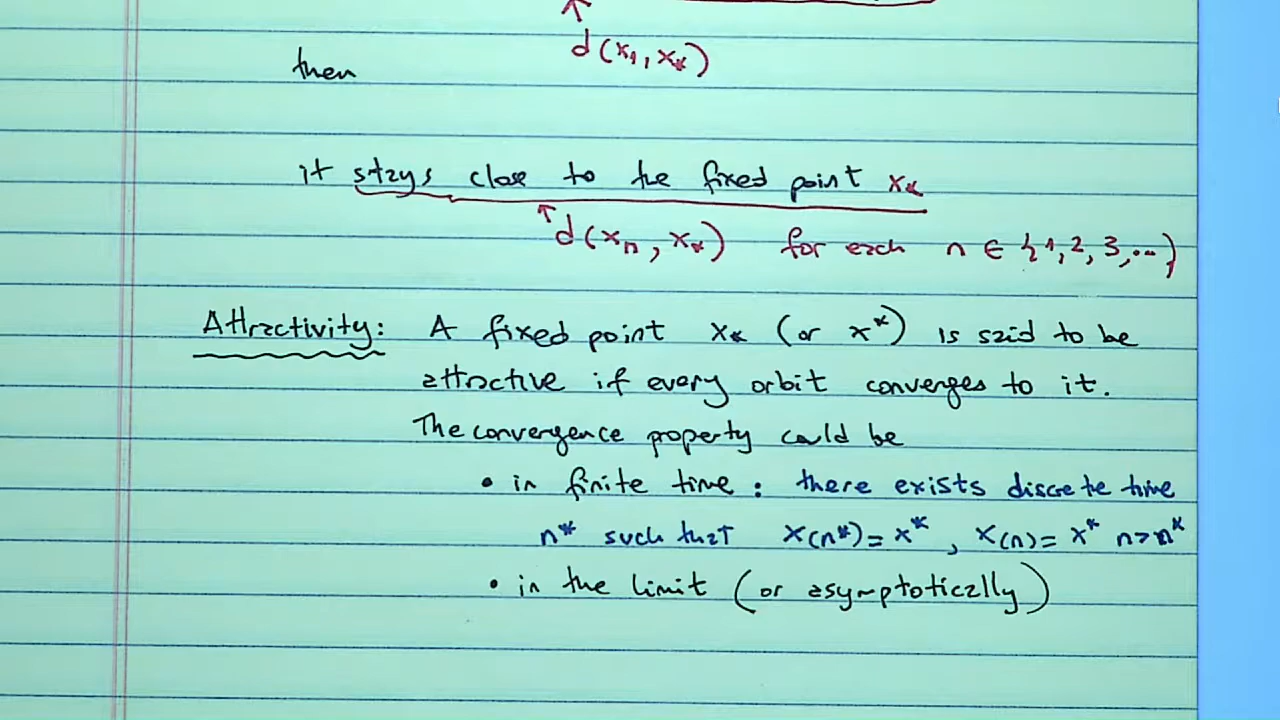 d(x₁, x*)
then
it stays close to the fixed point x*
d(xn, x*) for each n ∈ {1, 2, 3, ...}
Attractivity: A fixed point x* (or x*) is said to be
attractive if every orbit converges to it.
The convergence property could be
• in finite time : there exists discrete time
n* such that x(n*) = x* , x(n) = x* n>n*
• in the limit (or asymptotically)